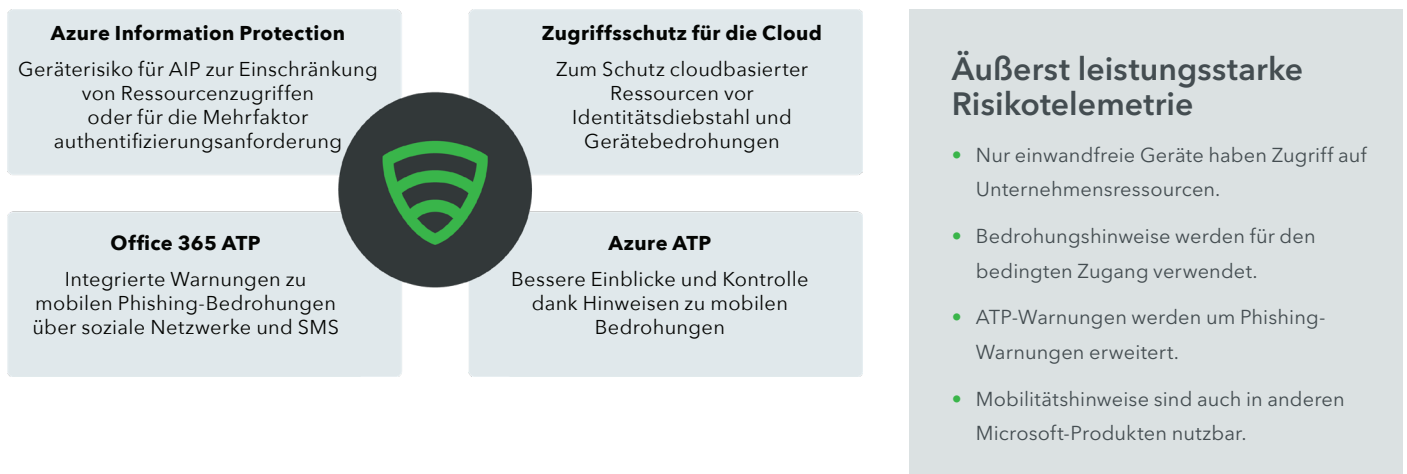 Azure Information Protection
Geräterisiko für AIP zur Einschränkung
von Ressourcenzugriffen
oder für die Mehrfaktor
authentifizierungsanforderung
Zugriffsschutz für die Cloud
Zum Schutz cloudbasierter
Ressourcen vor
Identitätsdiebstahl und
Gerätebedrohungen
Office 365 ATP
Integrierte Warnungen zu
mobilen Phishing-Bedrohungen
über soziale Netzwerke und SMS
Azure ATP
Bessere Einblicke und Kontrolle
dank Hinweisen zu mobilen
Bedrohungen
Äußerst leistungsstarke
Risikotelemetrie
• Nur einwandfreie Geräte haben Zugriff auf
Unternehmensressourcen.
• Bedrohungshinweise werden für den
bedingten Zugang verwendet.
• ATP-Warnungen werden um Phishing-
Warnungen erweitert.
• Mobilitätshinweise sind auch in anderen
Microsoft-Produkten nutzbar.